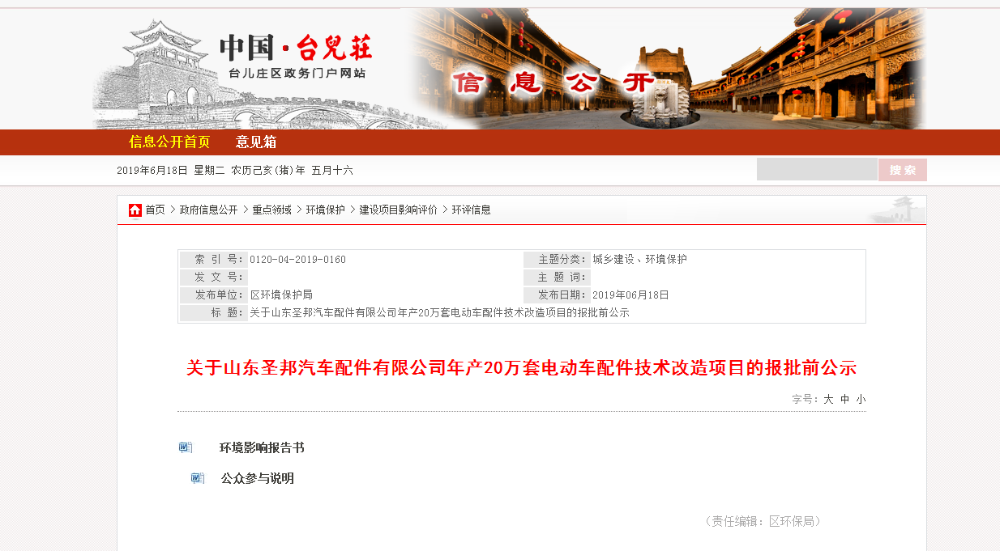 中国·台兒莊
台儿庄区政务门户网站
信息公开
信息公开首页 意见箱
2019年6月18日 星期二 农历己亥(猪)年 五月十六
搜索
首页 > 政府信息公开 > 重点领域 > 环境保护 > 建设项目影响评价 > 环评信息
索 引 号： 0120-04-2019-0160 主题分类： 城乡建设、环境保护
发 文 号： 主 题 词：
发布单位： 区环境保护局 发布日期： 2019年06月18日
标 题： 关于山东圣邦汽车配件有限公司年产20万套电动车配件技术改造项目的报批前公示
关于山东圣邦汽车配件有限公司年产20万套电动车配件技术改造项目的报批前公示
字号： 大 中 小
环境影响报告书
公众参与说明
（责任编辑：区环保局）